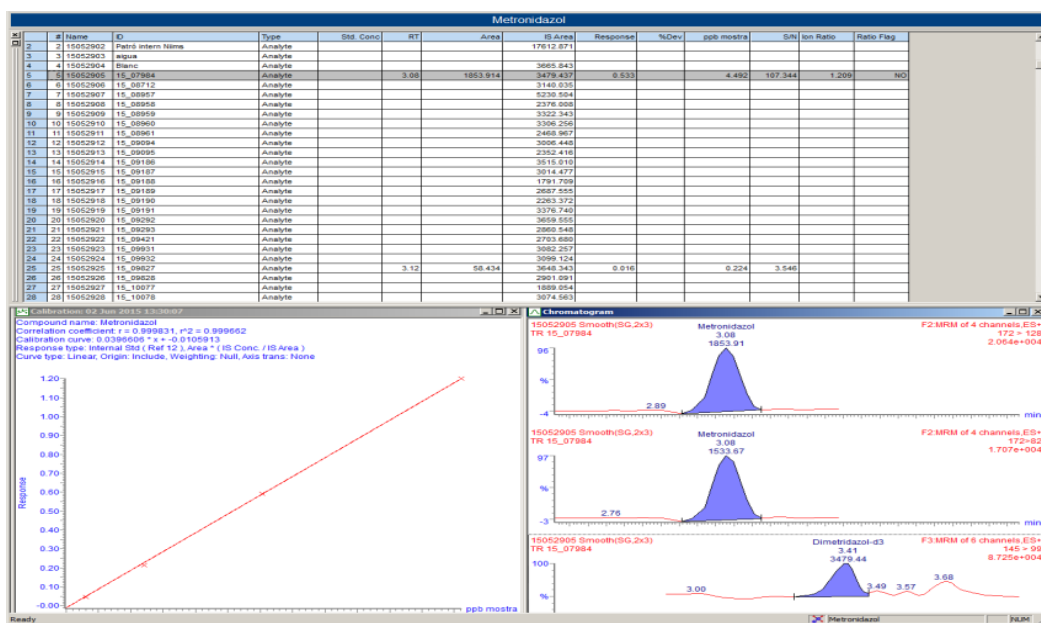 Metronidazol
# Name ID Type Std. Conc RT Area IS Area Response %Dev ppb mostra S/N Ion Ratio Ratio Flag
2 2 15052902 Patró intern Nilms Analyte 17612.871
3 3 15052903 aigua Analyte
4 4 15052904 Blanc Analyte 3665.843
5 5 15052905 15_07984 Analyte 3.08 1853.914 3479.437 0.533 4.492 107.344 1.209 NO
6 6 15052906 15_08712 Analyte 3140.035
7 7 15052907 15_08957 Analyte 5230.504
8 8 15052908 15_08958 Analyte 2376.008
9 9 15052909 15_08959 Analyte 3322.343
10 10 15052910 15_08960 Analyte 3306.256
11 11 15052911 15_08961 Analyte 2468.967
12 12 15052912 15_09094 Analyte 3006.448
13 13 15052913 15_09095 Analyte 2352.416
14 14 15052914 15_09186 Analyte 3515.010
15 15 15052915 15_09187 Analyte 3014.477
16 16 15052916 15_09188 Analyte 1791.709
17 17 15052917 15_09189 Analyte 2687.555
18 18 15052918 15_09190 Analyte 2263.372
19 19 15052919 15_09191 Analyte 3376.740
20 20 15052920 15_09292 Analyte 3659.555
21 21 15052921 15_09293 Analyte 2860.548
22 22 15052922 15_09421 Analyte 2703.680
23 23 15052923 15_09931 Analyte 3082.257
24 24 15052924 15_09932 Analyte 3099.124
25 25 15052925 15_09827 Analyte 3.12 58.434 3648.343 0.016 0.224 3.546
26 26 15052926 15_09828 Analyte 2901.091
27 27 15052927 15_10077 Analyte 1889.054
28 28 15052928 15_10078 Analyte 3074.563
Calibration: 02 Jun 2015 13:30:07
Compound name: Metronidazol
Correlation coefficient: r = 0.999831, r^2 = 0.999662
Calibration curve: 0.0396606 * x + -0.0105913
Response type: Internal Std ( Ref 12 ), Area * ( IS Conc. / IS Area )
Curve type: Linear, Origin: Include, Weighting: Null, Axis trans: None
1.20
1.10
1.00
0.90
0.80
0.70
0.60
0.50
0.40
0.30
0.20
0.10
-0.00
Response
ppb mostra
Chromatogram
15052905 Smooth(SG,2x3)
TR 15_07984
F2:MRM of 4 channels,ES+
172 > 128
2.064e+004
Metronidazol
3.08
1853.91
2.89
96
%
-4
min
15052905 Smooth(SG,2x3)
TR 15_07984
F2:MRM of 4 channels,ES+
172>82
1.707e+004
Metronidazol
3.08
1533.67
2.76
97
%
-3
min
15052905 Smooth(SG,2x3)
TR 15_07984
F3:MRM of 6 channels,ES+
145 > 99
8.725e+004
Dimetridazol-d3
3.41
3479.44
3.00
3.49
3.57
3.68
100
%
Ready
Metronidazol
NUM